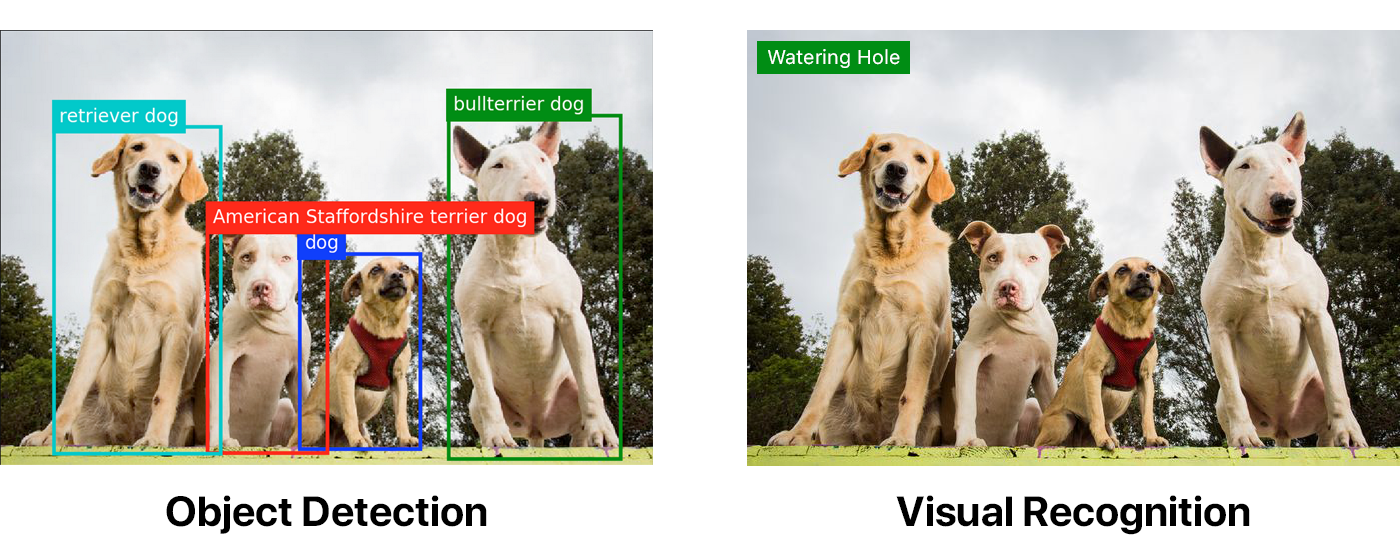 retriever dog
bullterrier dog
American Staffordshire terrier dog
dog
Object Detection
Watering Hole
Visual Recognition